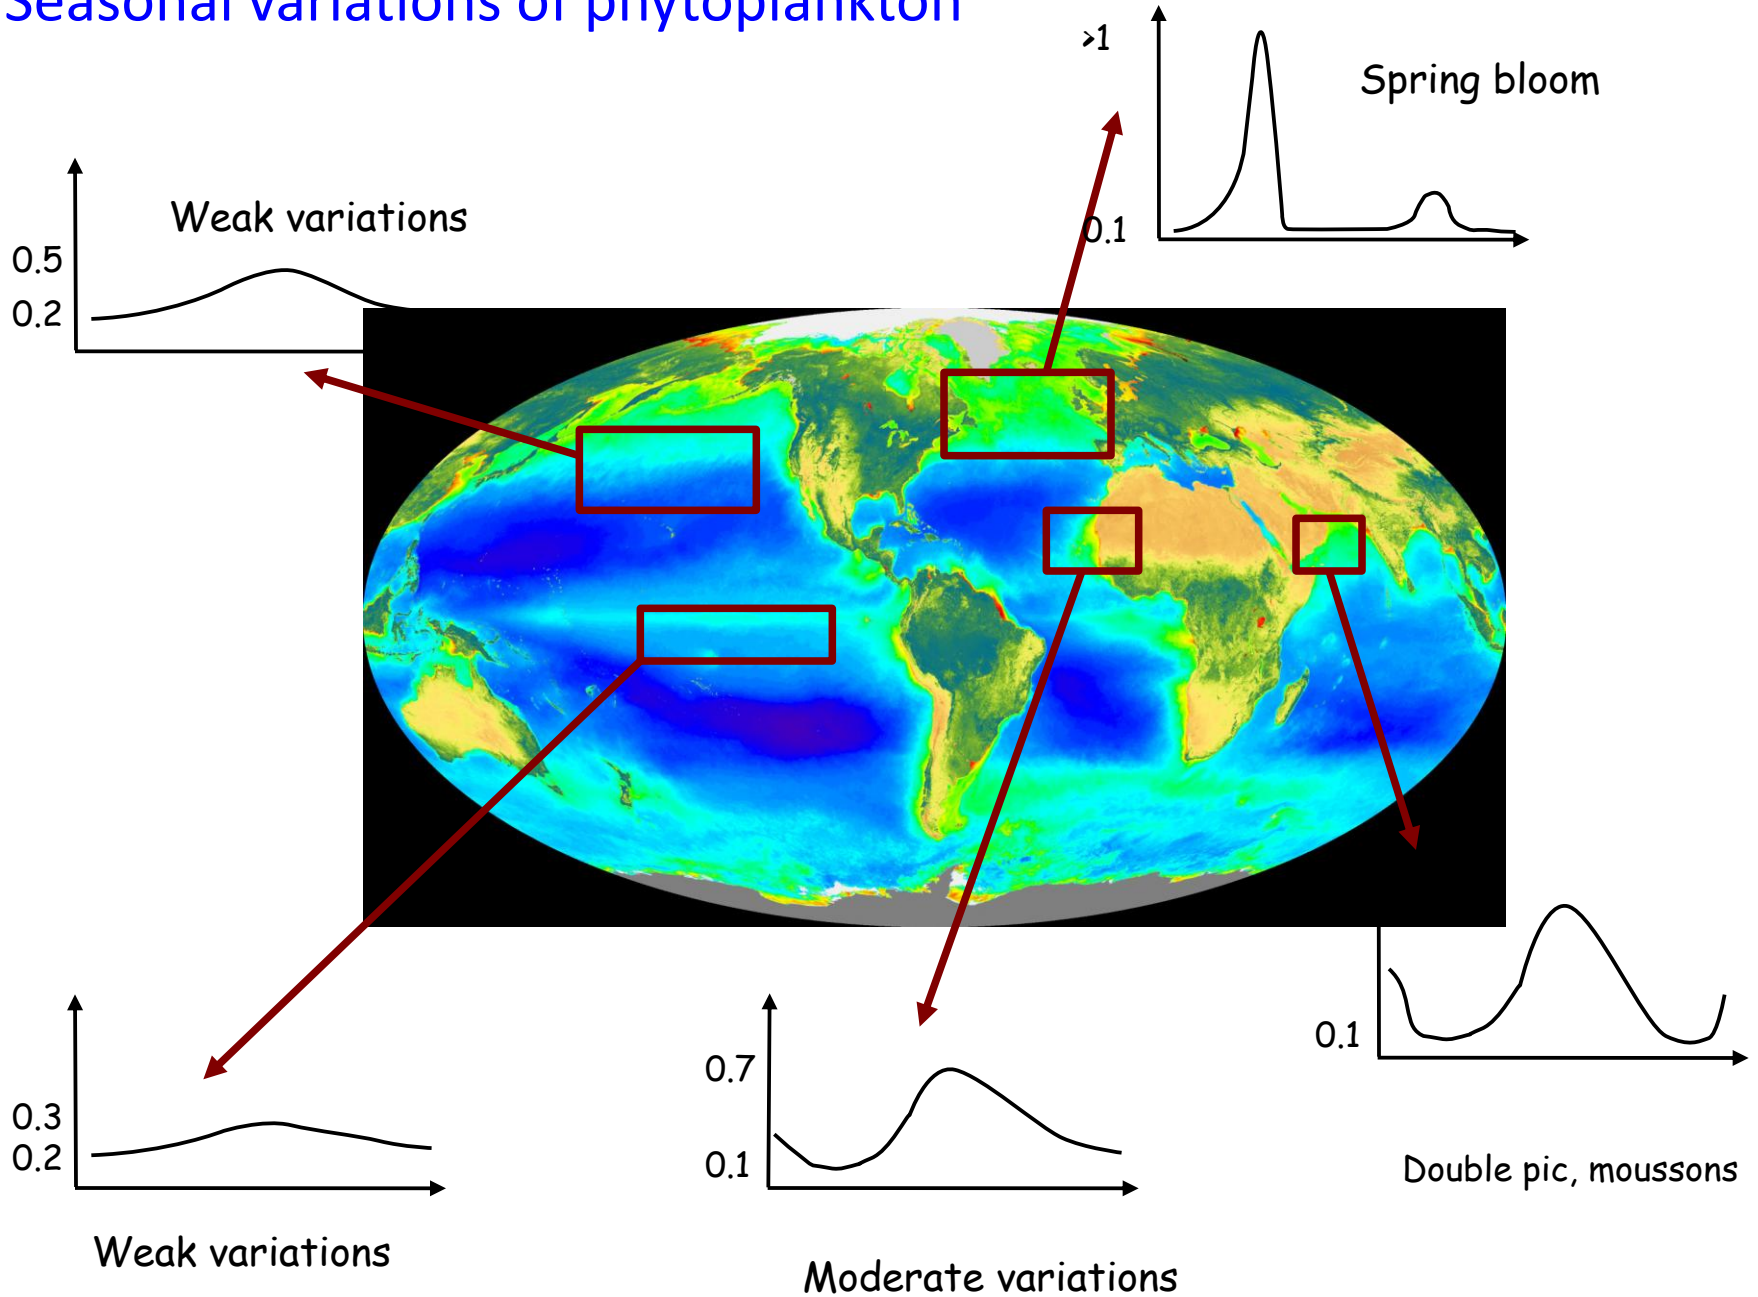 Seasonal variations of phytoplankton
>1
Spring bloom
0.1
Weak variations
0.5
0.2
0.1
0.3
0.2
Weak variations
0.7
0.1
Moderate variations
Double pic, moussons